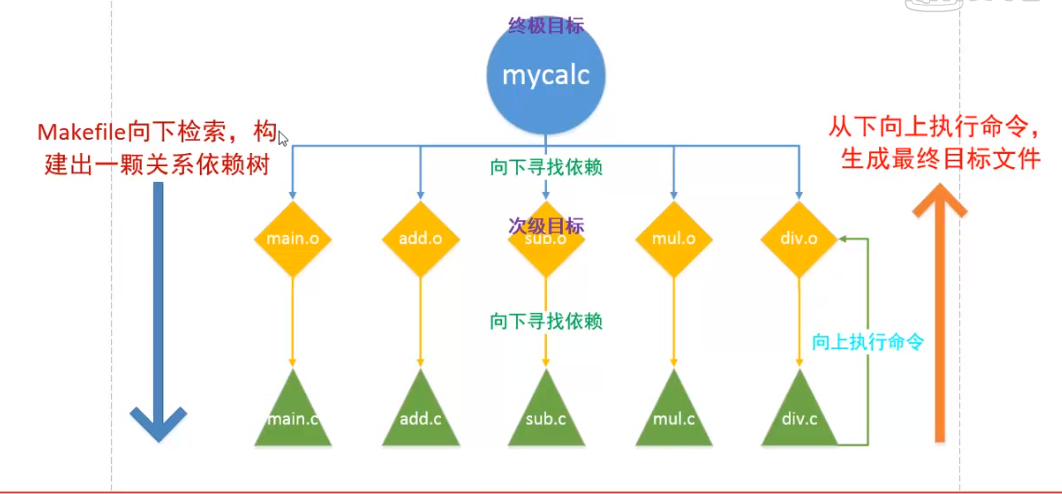 终极目标
mycalc
Makefile向下检索，构
建出一颗关系依赖树
从下向上执行命令，
生成最终目标文件
向下寻找依赖
次级目标
main.o
add.o
sub.o
mul.o
div.o
向下寻找依赖
向上执行命令
main.c
add.c
sub.c
mul.c
div.c